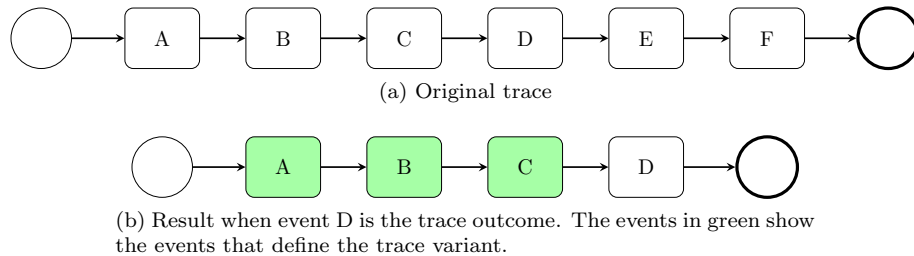 A B C D E F
(a) Original trace
A B C D
(b) Result when event D is the trace outcome. The events in green show
the events that define the trace variant.